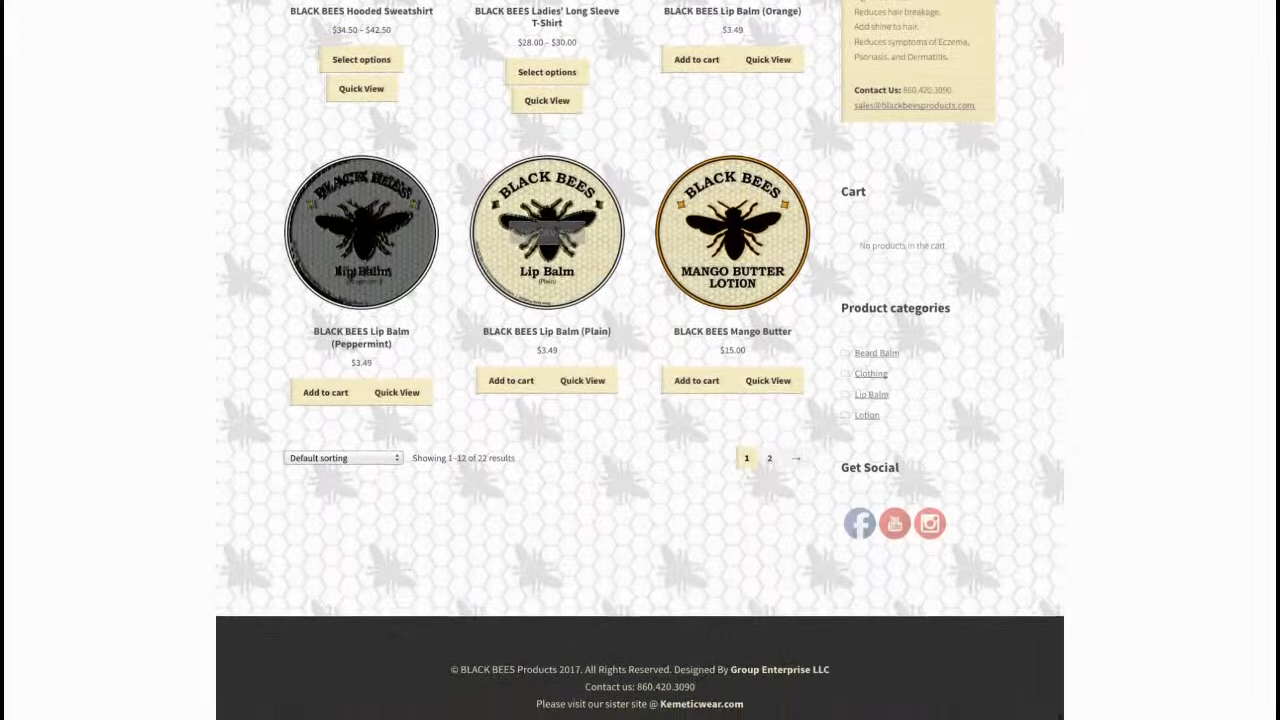 BLACK BEES Hooded Sweatshirt
$34.50 – $42.50
Select options
Quick View
BLACK BEES Ladies' Long Sleeve
T-Shirt
$28.00 – $30.00
Select options
Quick View
BLACK BEES Lip Balm (Orange)
$3.49
Add to cart
Quick View
Reduces hair breakage.
Add shine to hair.
Reduces symptoms of Eczema,
Psoriasis, and Dermatitis.
Contact Us: 860.420.3090
sales@blackbeesproducts.com
BLACK BEES
Lip Balm
BLACK BEES Lip Balm
(Peppermint)
$3.49
Add to cart
Quick View
BLACK BEES
Lip Balm
(Plain)
BLACK BEES Lip Balm (Plain)
$3.49
Add to cart
Quick View
BLACK BEES
MANGO BUTTER
LOTION
BLACK BEES Mango Butter
$15.00
Add to cart
Quick View
Cart
No products in the cart.
Product categories
Beard Balm
Clothing
Lip Balm
Lotion
Default sorting
Showing 1–12 of 22 results
1 2 →
Get Social
You Tube
© BLACK BEES Products 2017. All Rights Reserved. Designed By Group Enterprise LLC
Contact us: 860.420.3090
Please visit our sister site @ Kemeticwear.com